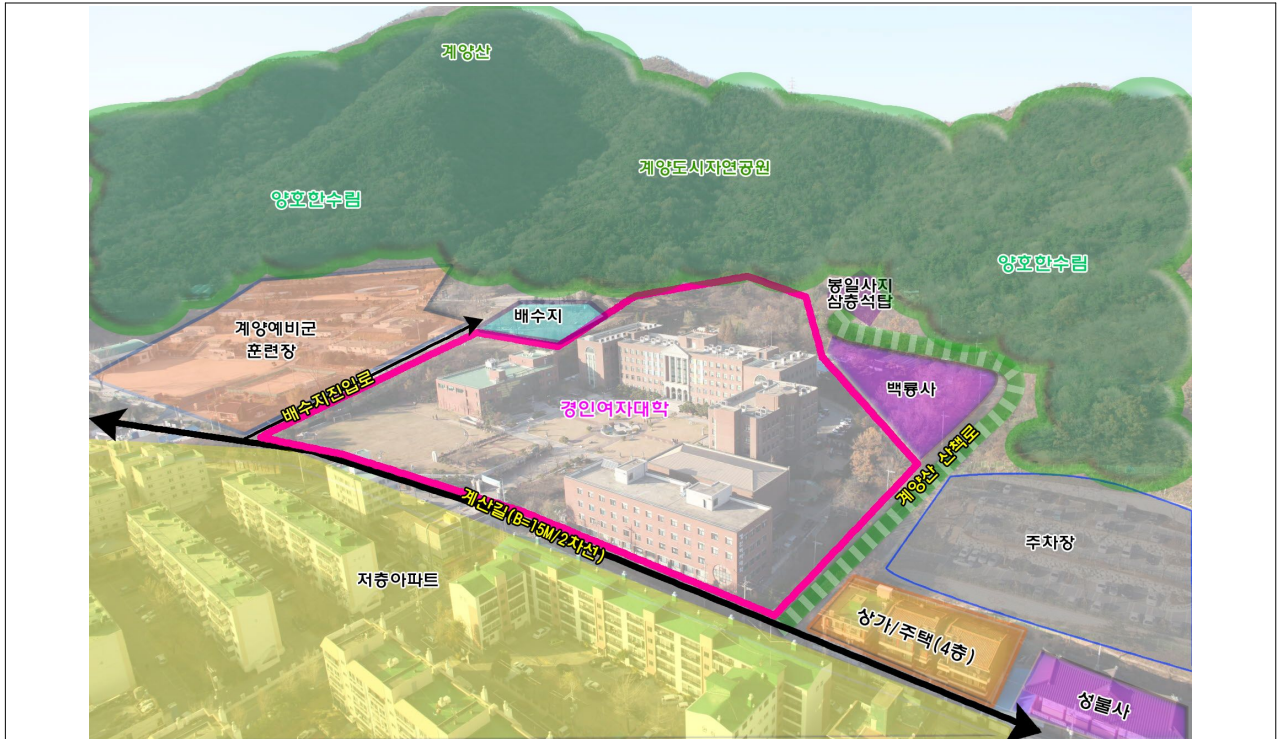 계양산
계양도시자연공원
양호한수림
양호한수림
봉일사지
삼층석탑
배수지
계양예비군
훈련장
백룡사
배수지진입로
경인여자대학
계양산 산책로
계산길(B=15M/2차선)
주차장
저층아파트
상가/주택(4층)
성불사